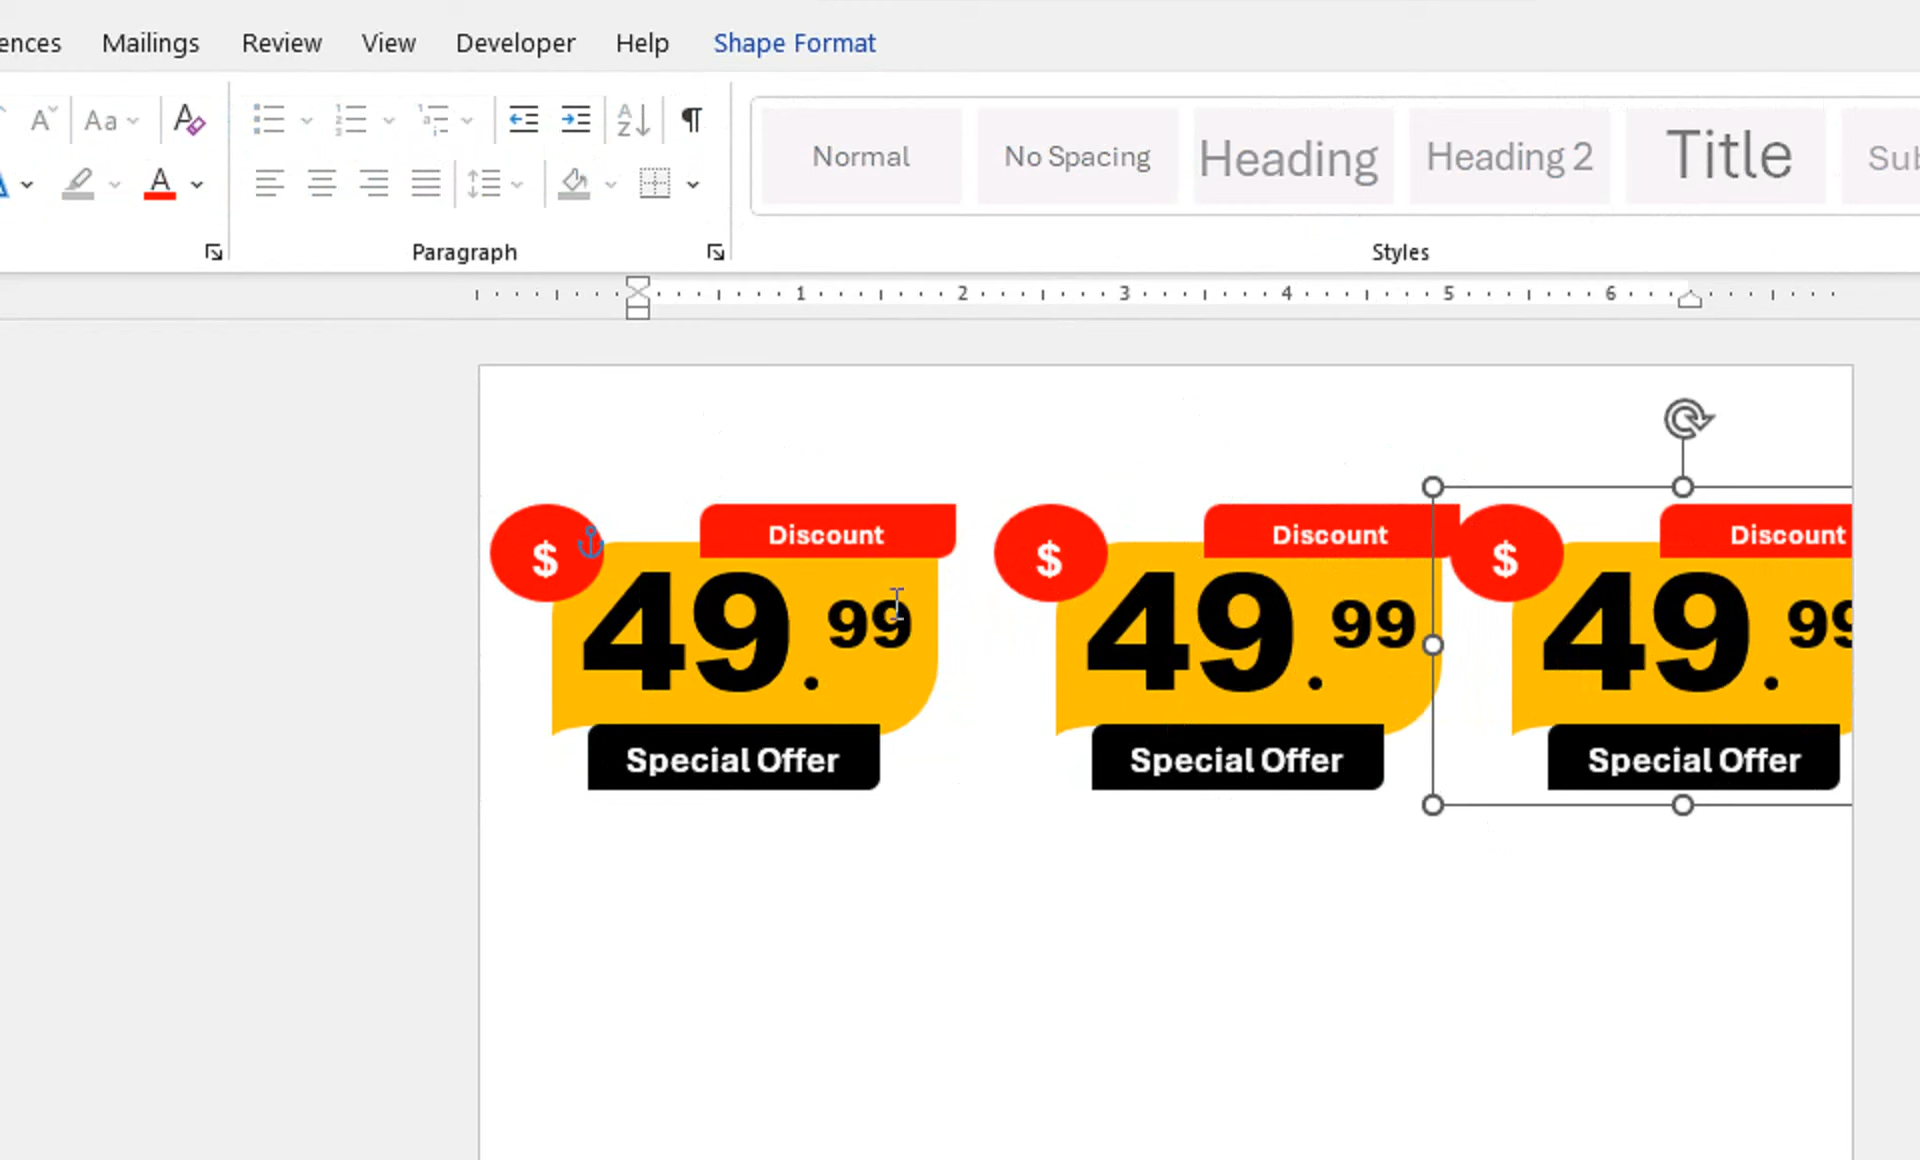 ences Mailings Review View Developer Help Shape Format
A Aa A A Z ¶ Normal No Spacing Heading Heading 2 Title Sub
A
Paragraph Styles
1 2 3 4 5 6
$ Discount $ Discount $ Discount
49.99 49.99 49.99
Special Offer Special Offer Special Offer